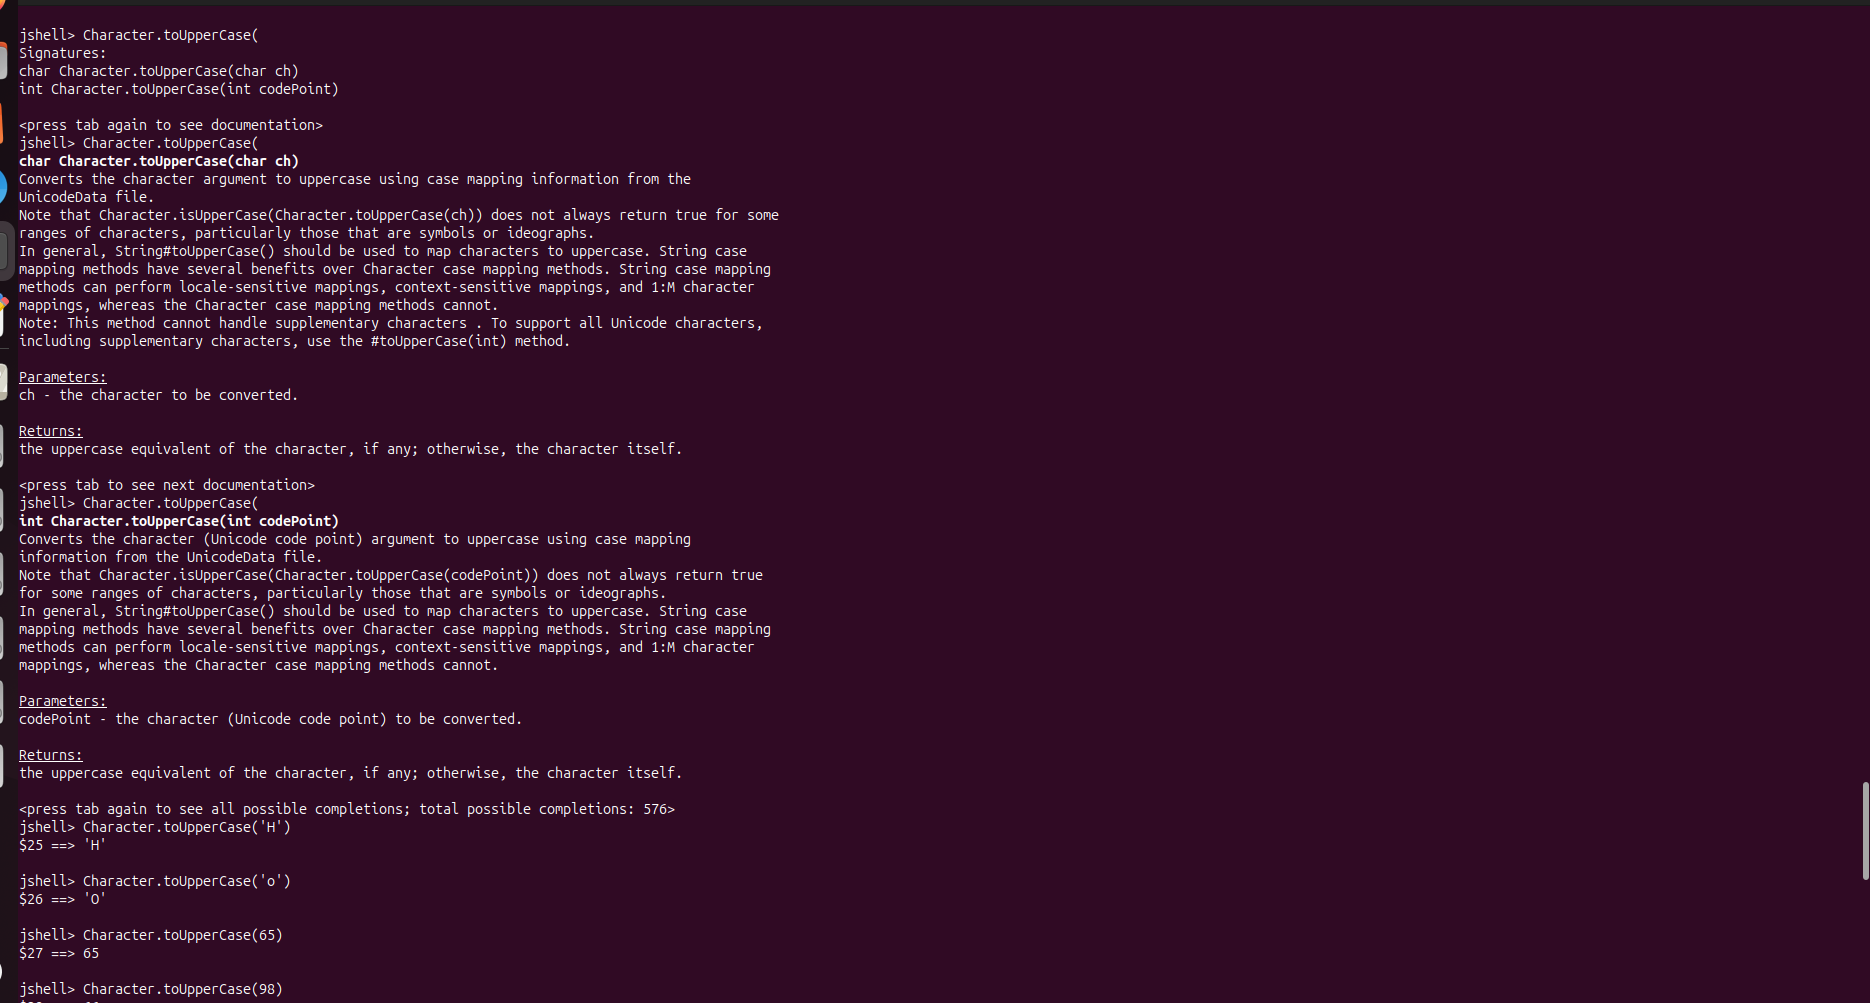 jshell> Character.toUpperCase(
Signatures:
char Character.toUpperCase(char ch)
int Character.toUpperCase(int codePoint)
<press tab again to see documentation>
jshell> Character.toUpperCase(
char Character.toUpperCase(char ch)
Converts the character argument to uppercase using case mapping information from the
UnicodeData file.
Note that Character.isUpperCase(Character.toUpperCase(ch)) does not always return true for some
ranges of characters, particularly those that are symbols or ideographs.
In general, String#toUpperCase() should be used to map characters to uppercase. String case
mapping methods have several benefits over Character case mapping methods. String case mapping
methods can perform locale-sensitive mappings, context-sensitive mappings, and 1:M character
mappings, whereas the Character case mapping methods cannot.
Note: This method cannot handle supplementary characters . To support all Unicode characters,
including supplementary characters, use the #toUpperCase(int) method.
Parameters:
ch - the character to be converted.
Returns:
the uppercase equivalent of the character, if any; otherwise, the character itself.
<press tab to see next documentation>
jshell> Character.toUpperCase(
int Character.toUpperCase(int codePoint)
Converts the character (Unicode code point) argument to uppercase using case mapping
information from the UnicodeData file.
Note that Character.isUpperCase(Character.toUpperCase(codePoint)) does not always return true
for some ranges of characters, particularly those that are symbols or ideographs.
In general, String#toUpperCase() should be used to map characters to uppercase. String case
mapping methods have several benefits over Character case mapping methods. String case mapping
methods can perform locale-sensitive mappings, context-sensitive mappings, and 1:M character
mappings, whereas the Character case mapping methods cannot.
Parameters:
codePoint - the character (Unicode code point) to be converted.
Returns:
the uppercase equivalent of the character, if any; otherwise, the character itself.
<press tab again to see all possible completions; total possible completions: 576>
jshell> Character.toUpperCase('H')
$25 ==> 'H'
jshell> Character.toUpperCase('o')
$26 ==> 'O'
jshell> Character.toUpperCase(65)
$27 ==> 65
jshell> Character.toUpperCase(98)